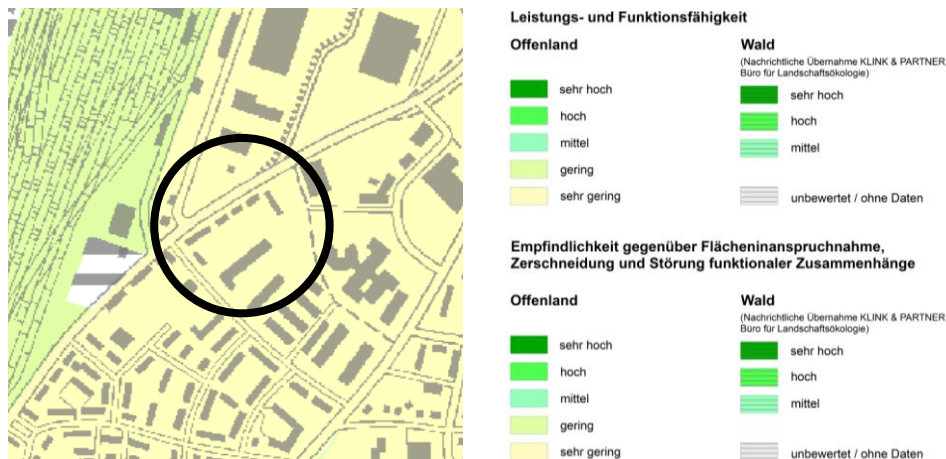 Leistungs- und Funktionsfähigkeit
Offenland
sehr hoch
hoch
mittel
gering
sehr gering
Wald
(Nachrichtliche Übernahme KLINK & PARTNER
Büro für Landschaftsökologie)
sehr hoch
hoch
mittel
unbewertet / ohne Daten
Empfindlichkeit gegenüber Flächeninanspruchnahme,
Zerschneidung und Störung funktionaler Zusammenhänge
Offenland
sehr hoch
hoch
mittel
gering
sehr gering
Wald
(Nachrichtliche Übernahme KLINK & PARTNER
Büro für Landschaftsökologie)
sehr hoch
hoch
mittel
unbewertet / ohne Daten